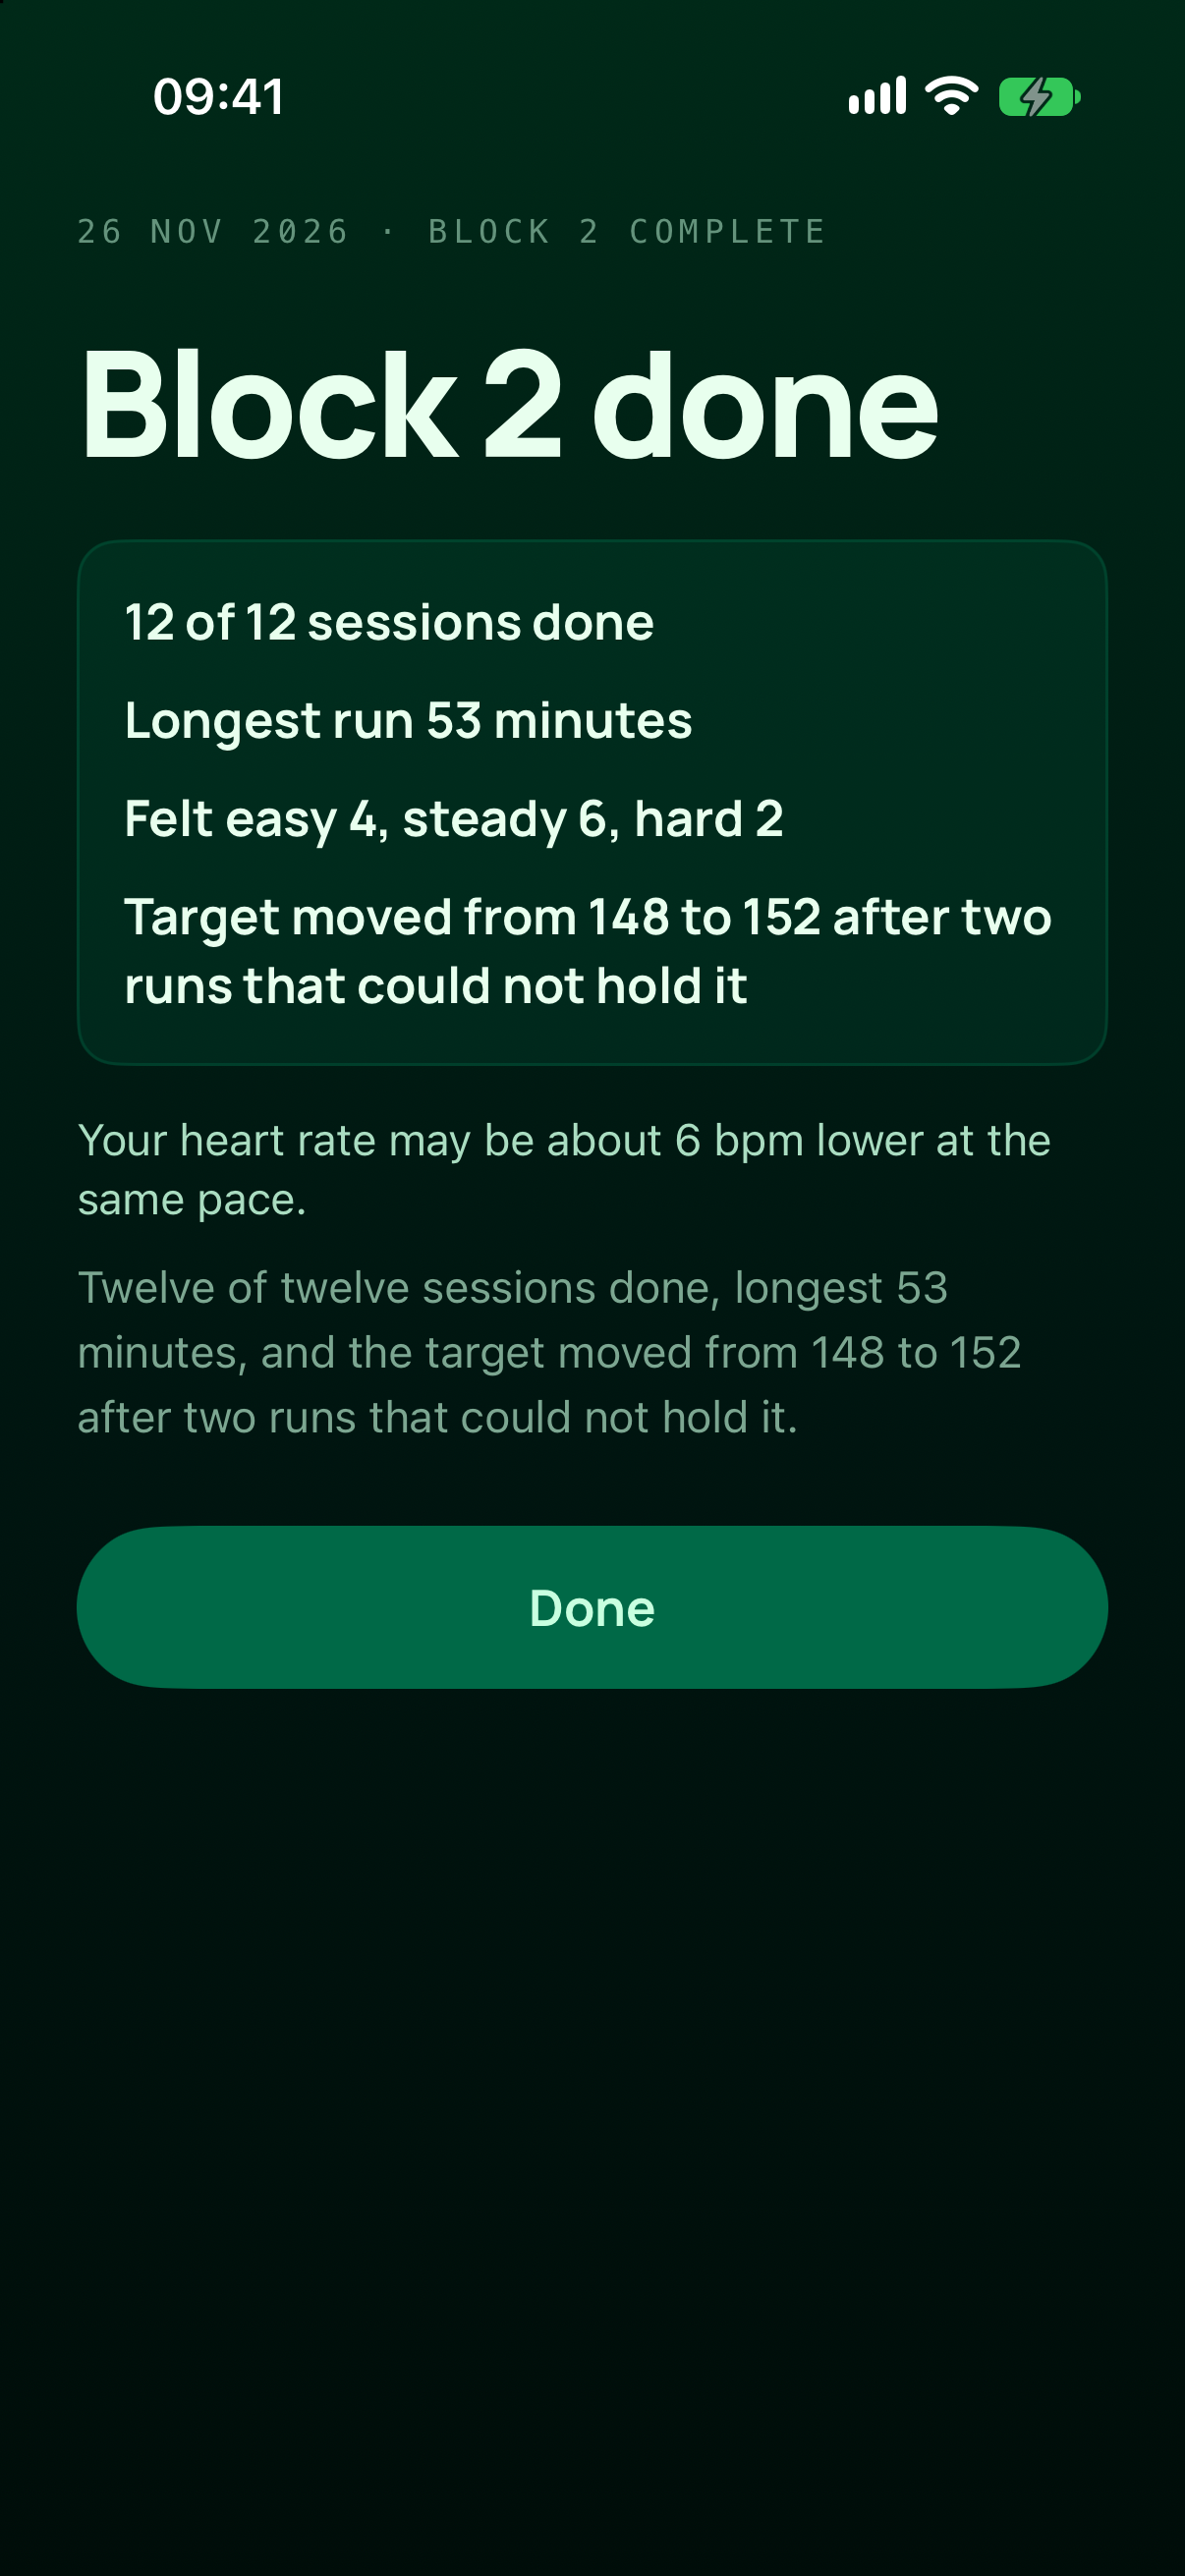 09:41
26 NOV 2026 · BLOCK 2 COMPLETE
Block 2 done
12 of 12 sessions done
Longest run 53 minutes
Felt easy 4, steady 6, hard 2
Target moved from 148 to 152 after two
runs that could not hold it
Your heart rate may be about 6 bpm lower at the
same pace.
Twelve of twelve sessions done, longest 53
minutes, and the target moved from 148 to 152
after two runs that could not hold it.
Done